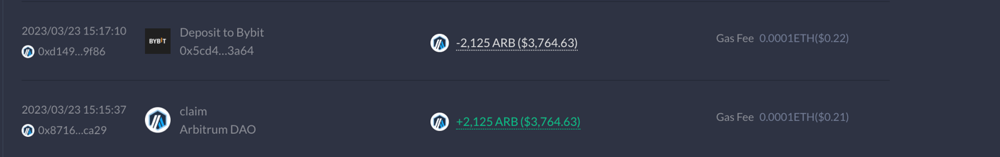 2023/03/23 15:17:10
0xd149...9f86
BYBIT
Deposit to Bybit
0x5cd4...3a64
-2,125 ARB ($3,764.63)
Gas Fee 0.0001ETH($0.22)
2023/03/23 15:15:37
0x8716...ca29
claim
Arbitrum DAO
+2,125 ARB ($3,764.63)
Gas Fee 0.0001ETH($0.21)